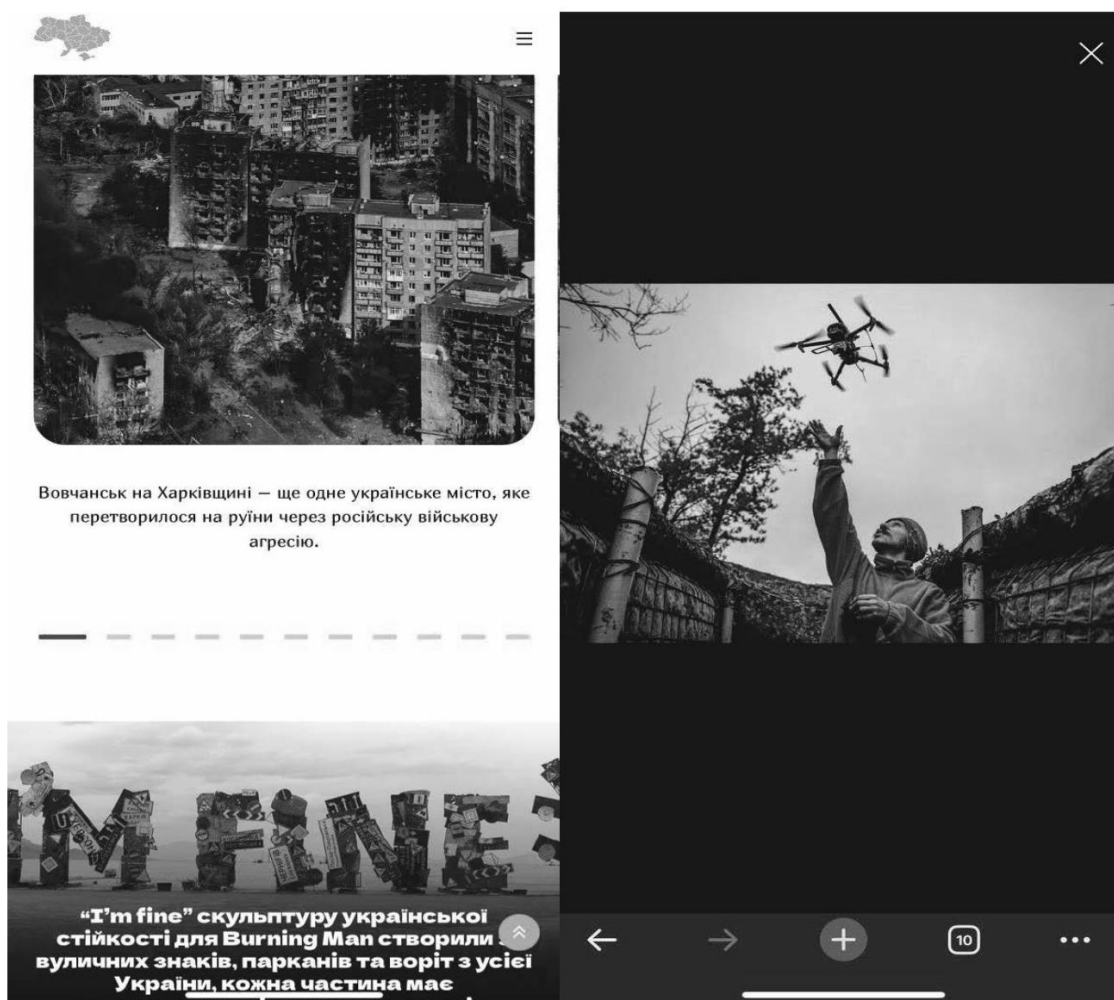 Вовчанськ на Харківщині – ще одне українське місто, яке
перетворилося на руїни через російську військову
агресію.
“I’m fine” скульптуру української
стійкості для Burning Man створили
вуличних знаків, парканів та воріт з усієї
України, кожна частина має
10